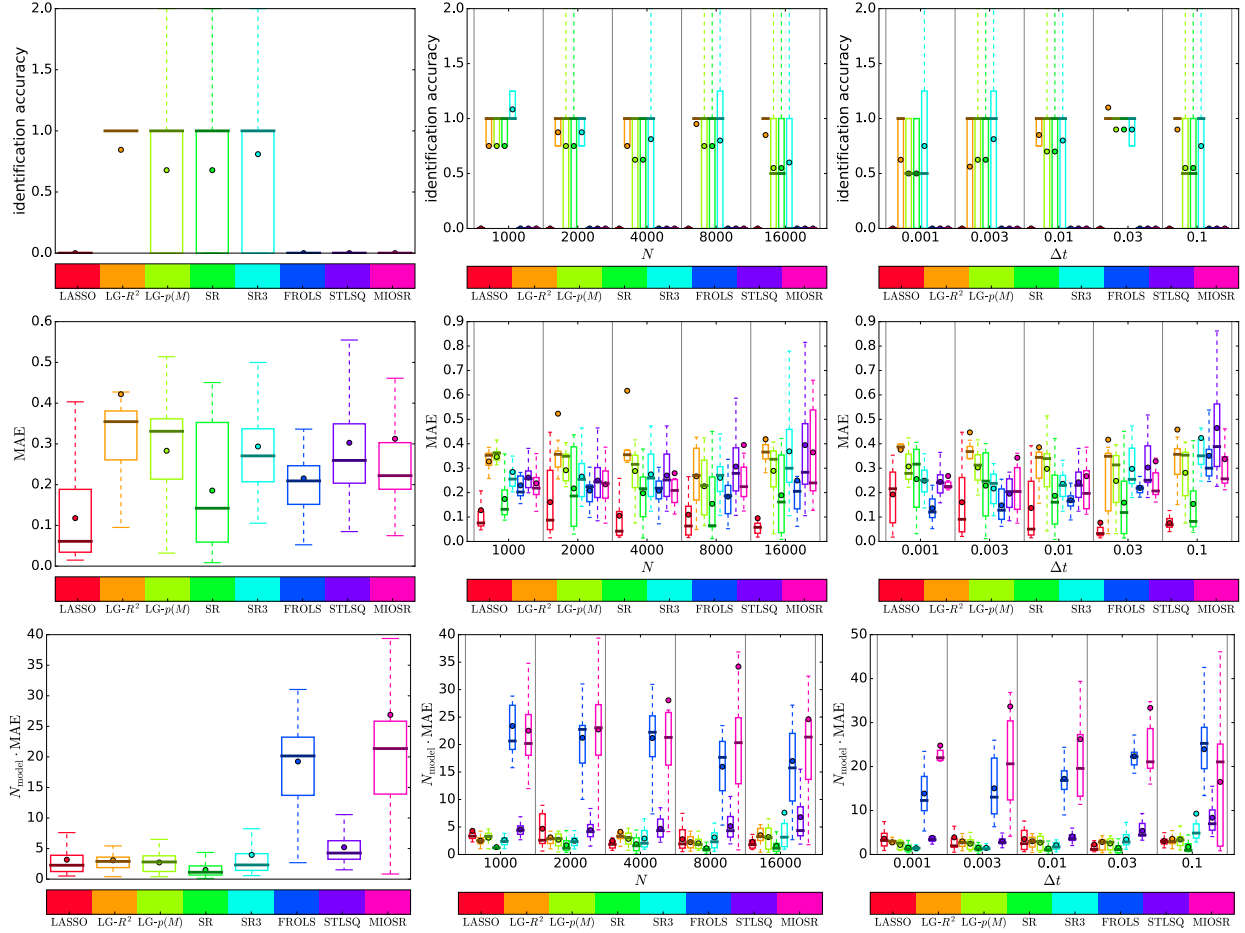 identification accuracy
2.0
1.5
1.0
0.5
0.0
LASSO LG-R² LG-p(M) SR SR3 FROLS STLSQ MIOSR
identification accuracy
2.0
1.5
1.0
0.5
0.0
1000 2000 4000 8000 16000
N
LASSO LG-R² LG-p(M) SR SR3 FROLS STLSQ MIOSR
identification accuracy
2.0
1.5
1.0
0.5
0.0
0.001 0.003 0.01 0.03 0.1
Δt
LASSO LG-R² LG-p(M) SR SR3 FROLS STLSQ MIOSR
MAE
0.6
0.5
0.4
0.3
0.2
0.1
0.0
LASSO LG-R² LG-p(M) SR SR3 FROLS STLSQ MIOSR
MAE
0.9
0.8
0.7
0.6
0.5
0.4
0.3
0.2
0.1
0.0
1000 2000 4000 8000 16000
N
LASSO LG-R² LG-p(M) SR SR3 FROLS STLSQ MIOSR
MAE
0.9
0.8
0.7
0.6
0.5
0.4
0.3
0.2
0.1
0.0
0.001 0.003 0.01 0.03 0.1
Δt
LASSO LG-R² LG-p(M) SR SR3 FROLS STLSQ MIOSR
N_model · MAE
40
35
30
25
20
15
10
5
0
LASSO LG-R² LG-p(M) SR SR3 FROLS STLSQ MIOSR
N_model · MAE
40
35
30
25
20
15
10
5
0
1000 2000 4000 8000 16000
N
LASSO LG-R² LG-p(M) SR SR3 FROLS STLSQ MIOSR
N_model · MAE
50
40
30
20
10
0
0.001 0.003 0.01 0.03 0.1
Δt
LASSO LG-R² LG-p(M) SR SR3 FROLS STLSQ MIOSR